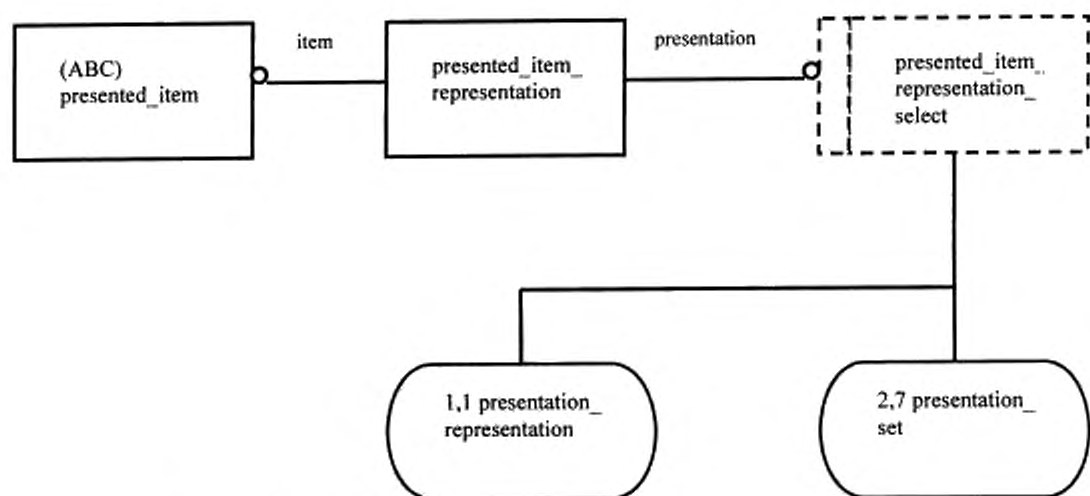 item
presentation
(ABC)
presented_item
presented_item_
representation
presented_item_
representation_
select
1,1 presentation_
representation
2,7 presentation_
set